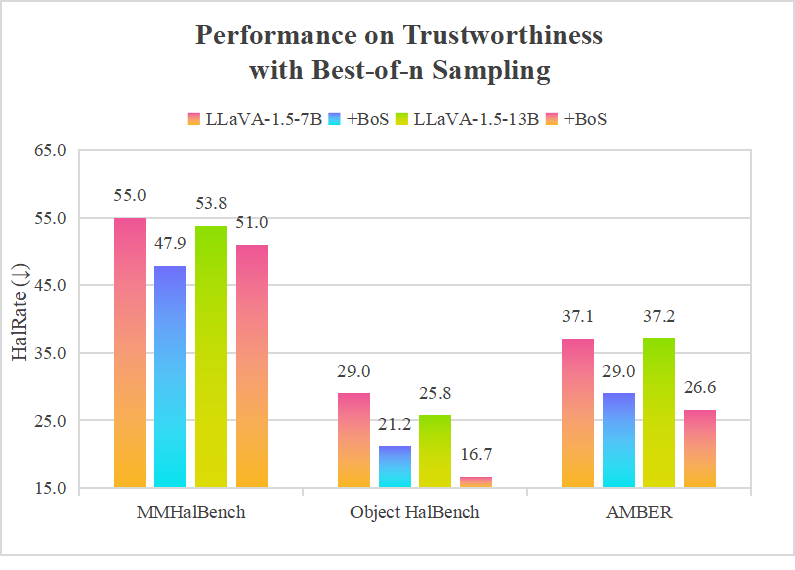 Performance on Trustworthiness
with Best-of-n Sampling
LLaVA-1.5-7B +BoS LLaVA-1.5-13B +BoS
HalRate (↓)
65.0
55.0
45.0
35.0
25.0
15.0
55.0 47.9 53.8 51.0
29.0 21.2 25.8 16.7
37.1 29.0 37.2 26.6
MMHalBench Object HalBench AMBER